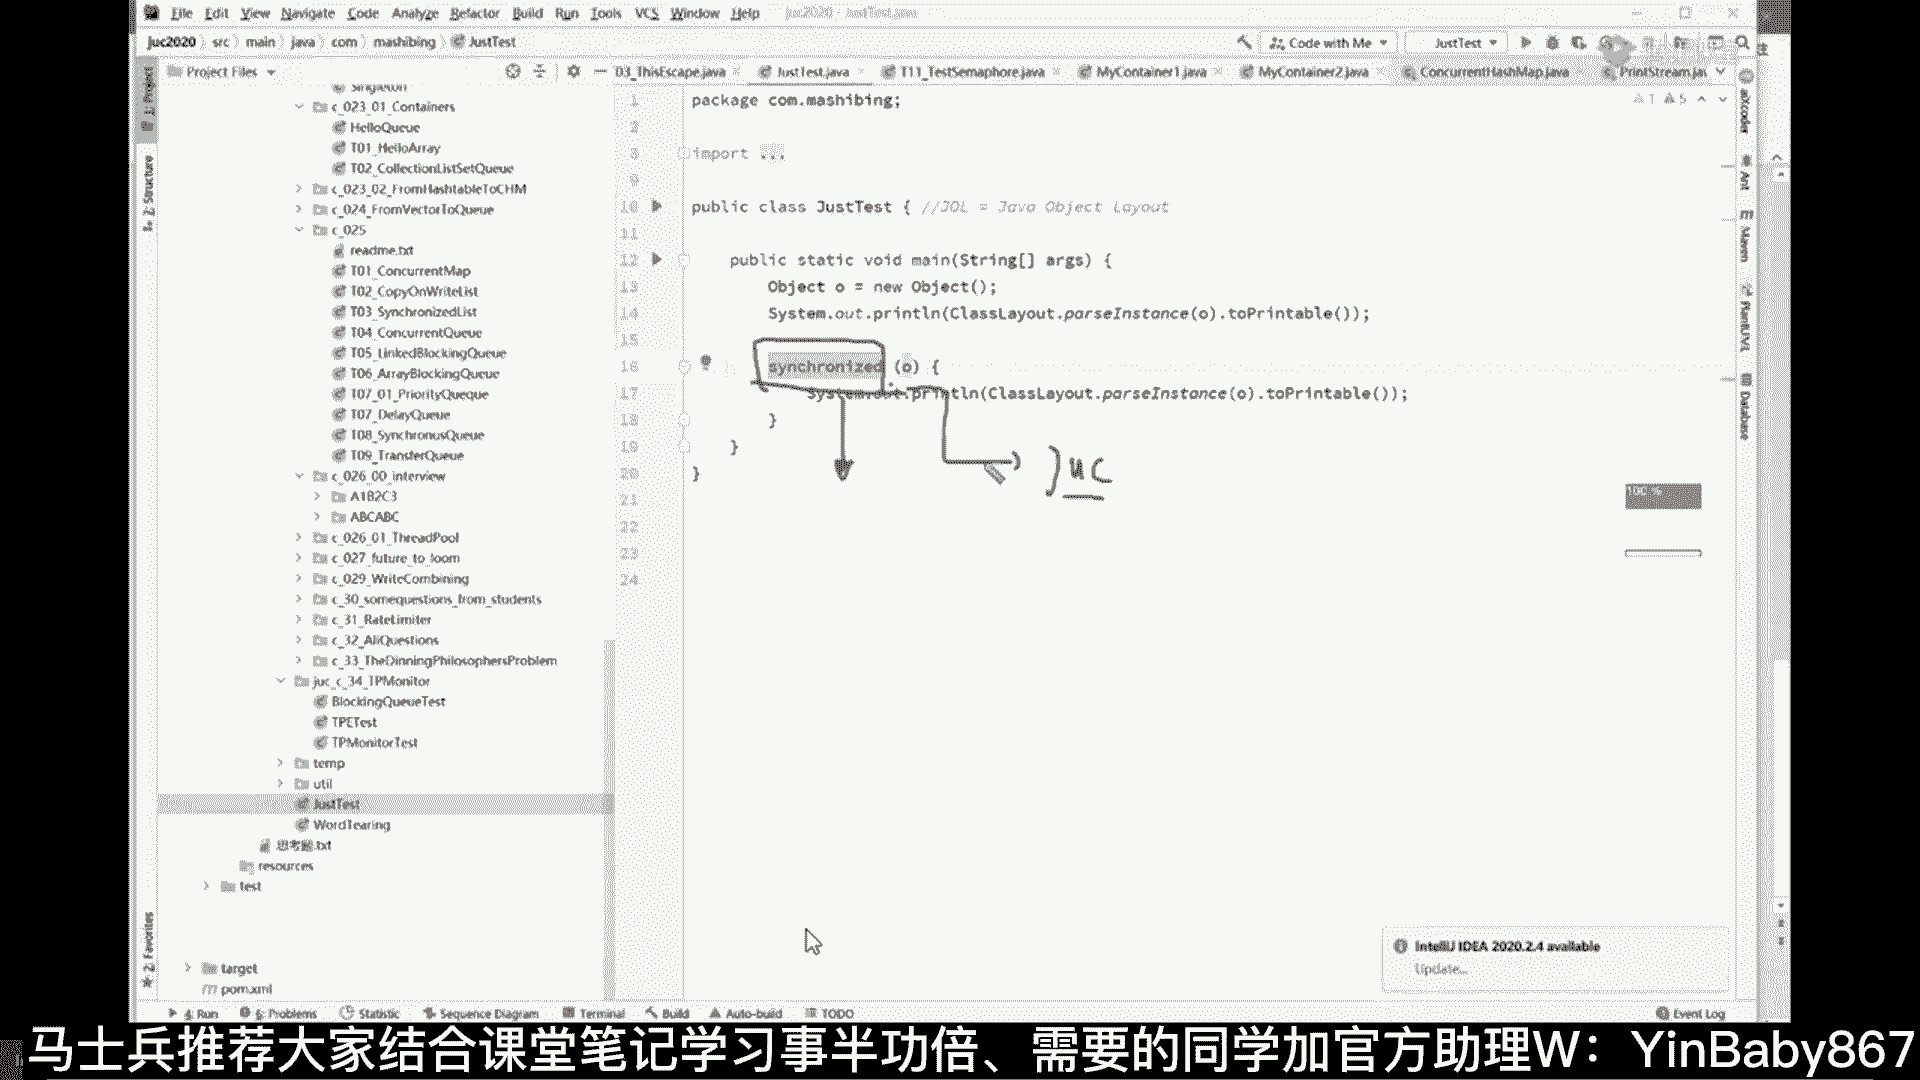 File Edit View Navigate Code Analyze Refactor Build Run Tools VCS Window Help juc2020 - JustTest.java
juc2020 src main java com mashibing JustTest
Code with Me JustTest
Project Files
03_ThisEscape.java JustTest.java T11_TestSemaphore.java MyContainer1.java MyContainer2.java ConcurrentHashMap.java PrintStream.jav
1: Project
Z: Structure
2: Favorites
Singleton
c_023_01_Containers
HelloQueue
T01_HelloArray
T02_CollectionListSetQueue
c_023_02_FromHashtableToCHM
c_024_FromVectorToQueue
c_025
readme.txt
T01_ConcurrentMap
T02_CopyOnWriteList
T03_SynchronizedList
T04_ConcurrentQueue
T05_LinkedBlockingQueue
T06_ArrayBlockingQueue
T07_01_PriorityQueque
T07_DelayQueue
T08_SynchronusQueue
T09_TransferQueue
c_026_00_interview
A1B2C3
ABCABC
c_026_01_ThreadPool
c_027_future_to_loom
c_029_WriteCombining
c_30_somequestions_from_students
c_31_RateLimiter
c_32_AliQuestions
c_33_TheDinningPhilosophersProblem
juc_c_34_TPMonitor
BlockingQueueTest
TPETest
TPMonitorTest
temp
util
JustTest
WordTearing
思考题.txt
resources
test
target
pom.xml
1 package com.mashibing;
2
3 import ...
9
10 public class JustTest { //JOL = Java Object Layout
11
12 public static void main(String[] args) {
13 Object o = new Object();
14 System.out.println(ClassLayout.parseInstance(o).toPrintable());
15
16 synchronized (o) {
17 System.out.println(ClassLayout.parseInstance(o).toPrintable());
18 }
19 }
20 }
21
22
23
24
Juc
1 5
100 %
aiXcoder
Ant
Maven
PlantUML
Database
IntelliJ IDEA 2020.2.4 available
Update...
4: Run 6: Problems Statistic Sequence Diagram Terminal Build Auto-build TODO Event Log
马士兵推荐大家结合课堂笔记学习事半功倍、需要的同学加官方助理W：YinBaby867